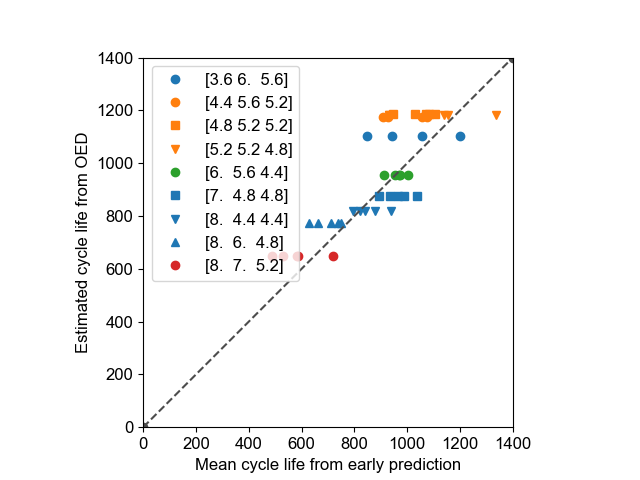 1400
1200
1000
800
600
400
200
0
Estimated cycle life from OED
[3.6 6.  5.6]
[4.4 5.6 5.2]
[4.8 5.2 5.2]
[5.2 5.2 4.8]
[6.  5.6 4.4]
[7.  4.8 4.8]
[8.  4.4 4.4]
[8.  6.  4.8]
[8.  7.  5.2]
0 200 400 600 800 1000 1200 1400
Mean cycle life from early prediction